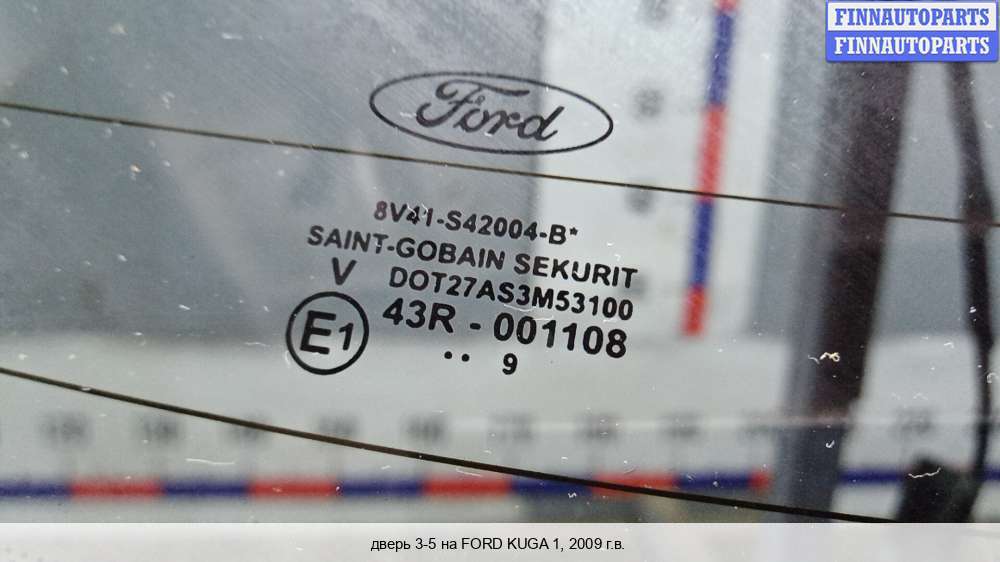 FINNAUTOPARTS
FINNAUTOPARTS
Ford
8V41-S42004-B*
SAINT-GOBAIN SEKURIT
V DOT27AS3M53100
E1 43R - 001108
.. 9
дверь 3-5 на FORD KUGA 1, 2009 г.в.